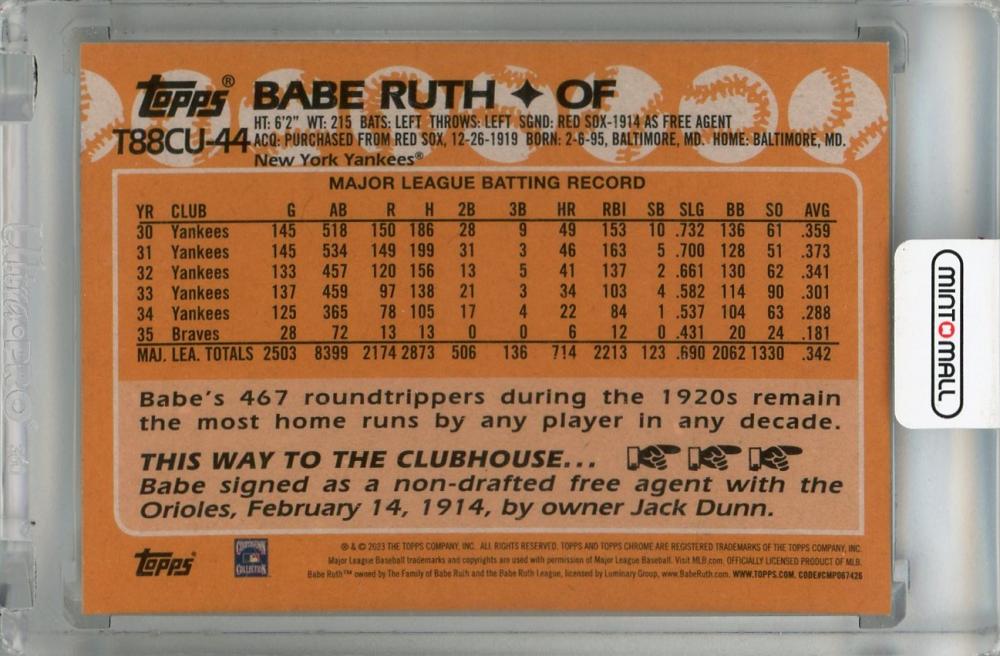 Topps®
BABE RUTH ✦ OF
T88CU-44
HT: 6'2" WT: 215 BATS: LEFT THROWS: LEFT SGND: RED SOX-1914 AS FREE AGENT
ACQ: PURCHASED FROM RED SOX, 12-26-1919 BORN: 2-6-95, BALTIMORE, MD. HOME: BALTIMORE, MD.
New York Yankees®
MAJOR LEAGUE BATTING RECORD
YR CLUB G AB R H 2B 3B HR RBI SB SLG BB SO AVG
30 Yankees 145 518 150 186 28 9 49 153 10 .732 136 61 .359
31 Yankees 145 534 149 199 31 3 46 163 5 .700 128 51 .373
32 Yankees 133 457 120 156 13 5 41 137 2 .661 130 62 .341
33 Yankees 137 459 97 138 21 3 34 103 4 .582 114 90 .301
34 Yankees 125 365 78 105 17 4 22 84 1 .537 104 63 .288
35 Braves 28 72 13 13 0 0 6 12 0 .431 20 24 .181
MAJ. LEA. TOTALS 2503 8399 2174 2873 506 136 714 2213 123 .690 2062 1330 .342
Babe's 467 roundtrippers during the 1920s remain
the most home runs by any player in any decade.
THIS WAY TO THE CLUBHOUSE...
Babe signed as a non-drafted free agent with the
Orioles, February 14, 1914, by owner Jack Dunn.
Topps
COOPERSTOWN
COLLECTION
® & © 2023 THE TOPPS COMPANY, INC. ALL RIGHTS RESERVED. TOPPS AND TOPPS CHROME ARE REGISTERED TRADEMARKS OF THE TOPPS COMPANY, INC.
Major League Baseball trademarks and copyrights are used with permission of Major League Baseball. Visit MLB.com. OFFICIALLY LICENSED PRODUCT OF MLB.
Babe Ruth™ owned by The Family of Babe Ruth and the Babe Ruth League, licensed by Luminary Group, www.BabeRuth.com. WWW.TOPPS.COM. CODE#CMP067426
MINTOMALL
Ultra PRO